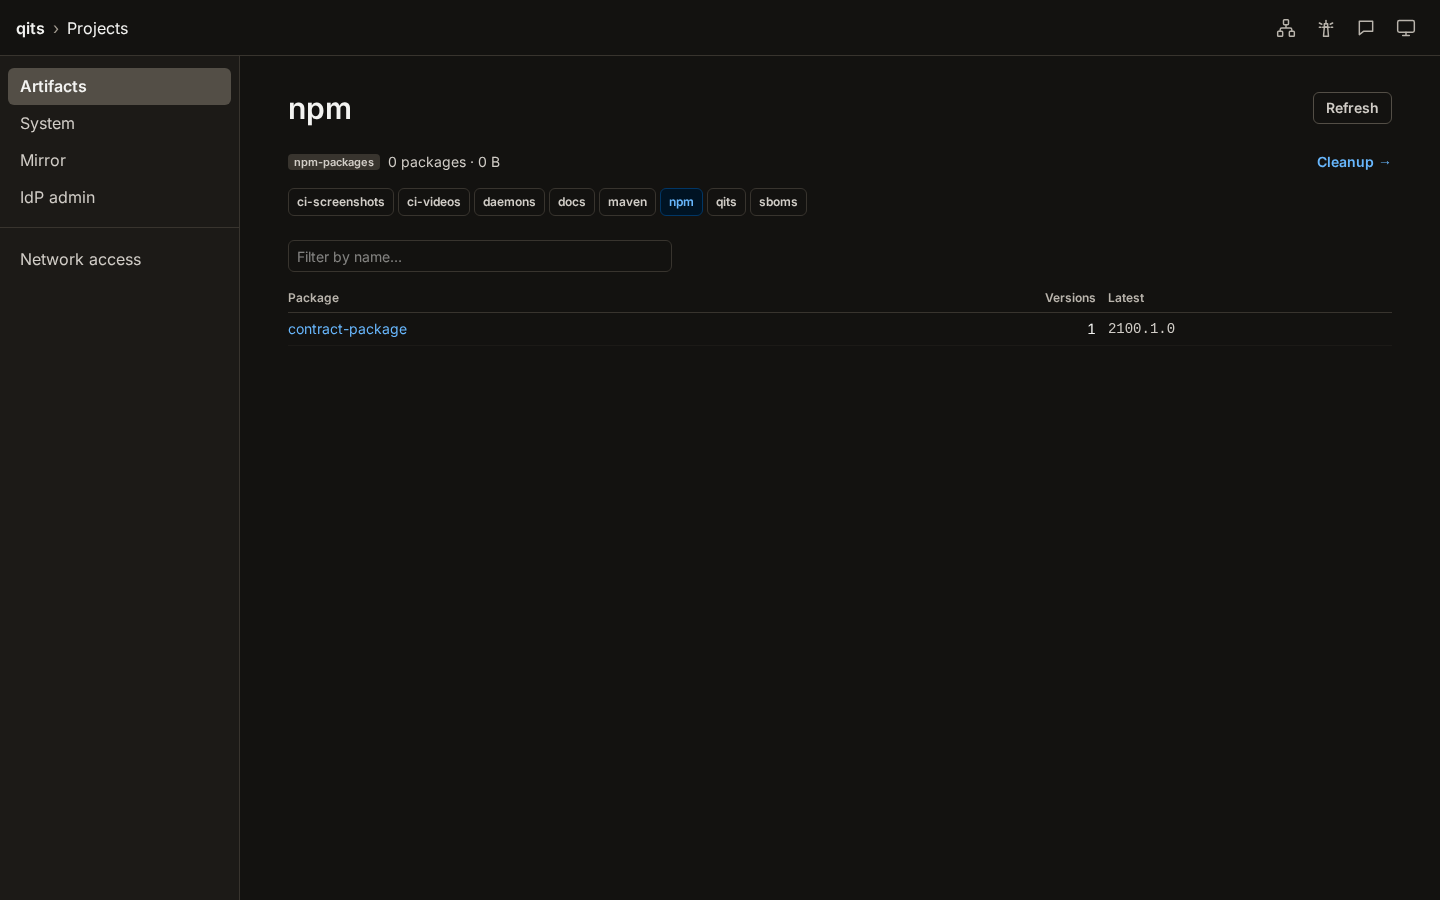 qits › Projects
Artifacts
System
Mirror
IdP admin
Network access
npm
Refresh
npm-packages 0 packages · 0 B
Cleanup →
ci-screenshots ci-videos daemons docs maven npm qits sboms
Filter by name...
Package Versions Latest
contract-package 1 2100.1.0